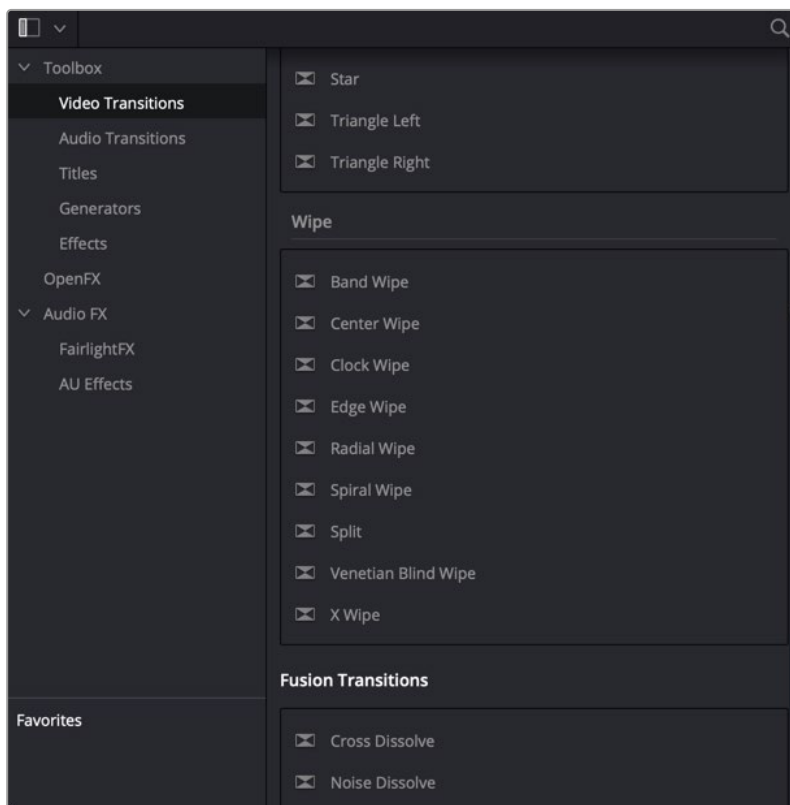 Toolbox
Video Transitions
Audio Transitions
Titles
Generators
Effects
OpenFX
Audio FX
FairlightFX
AU Effects
Favorites
Star
Triangle Left
Triangle Right
Wipe
Band Wipe
Center Wipe
Clock Wipe
Edge Wipe
Radial Wipe
Spiral Wipe
Split
Venetian Blind Wipe
X Wipe
Fusion Transitions
Cross Dissolve
Noise Dissolve